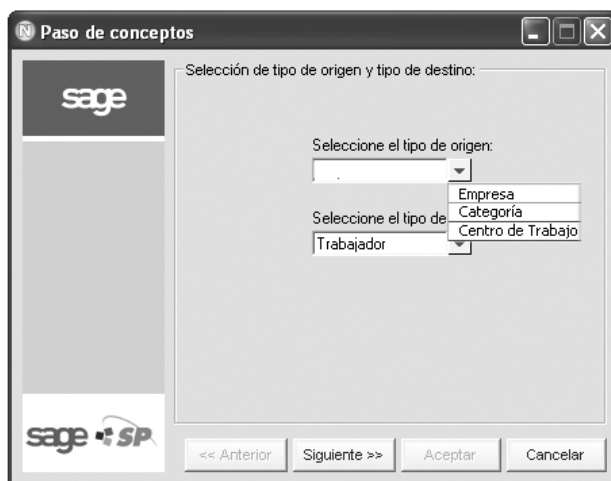 Paso de conceptos
sage
Selección de tipo de origen y tipo de destino:
Seleccione el tipo de origen:
.
Empresa
Categoría
Centro de Trabajo
Seleccione el tipo de
Trabajador
sage SP
<< Anterior
Siguiente >>
Aceptar
Cancelar